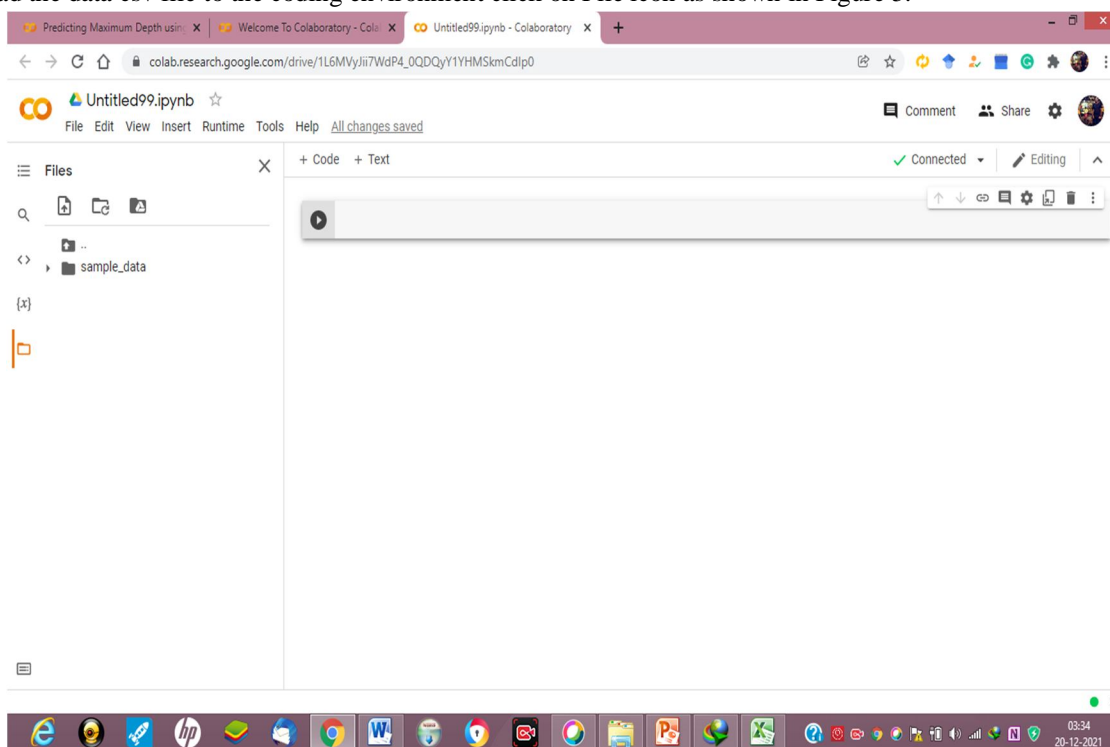 data csv file to the coding environment click on File icon as shown in Figure 5.
Predicting Maximum Depth usin
Welcome To Colaboratory - Cola
Untitled99.ipynb - Colaboratory
colab.research.google.com/drive/1L6MVyJii7WdP4_0QDQyY1YHMSkmCdIp0
Untitled99.ipynb
Comment
Share
File Edit View Insert Runtime Tools Help All changes saved
Files
+ Code + Text
Connected
Editing
..
sample_data
{x}
03:34
20-12-2021